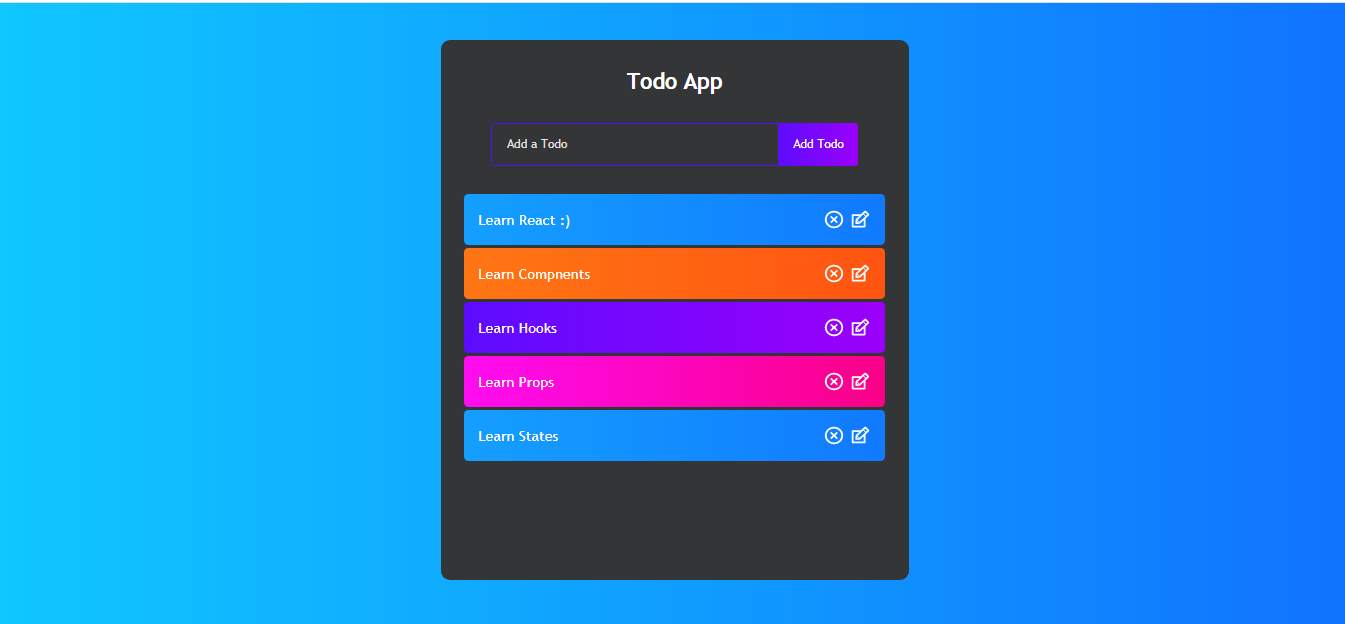 Todo App
Add a Todo
Add Todo
Learn React :)
Learn Compnents
Learn Hooks
Learn Props
Learn States